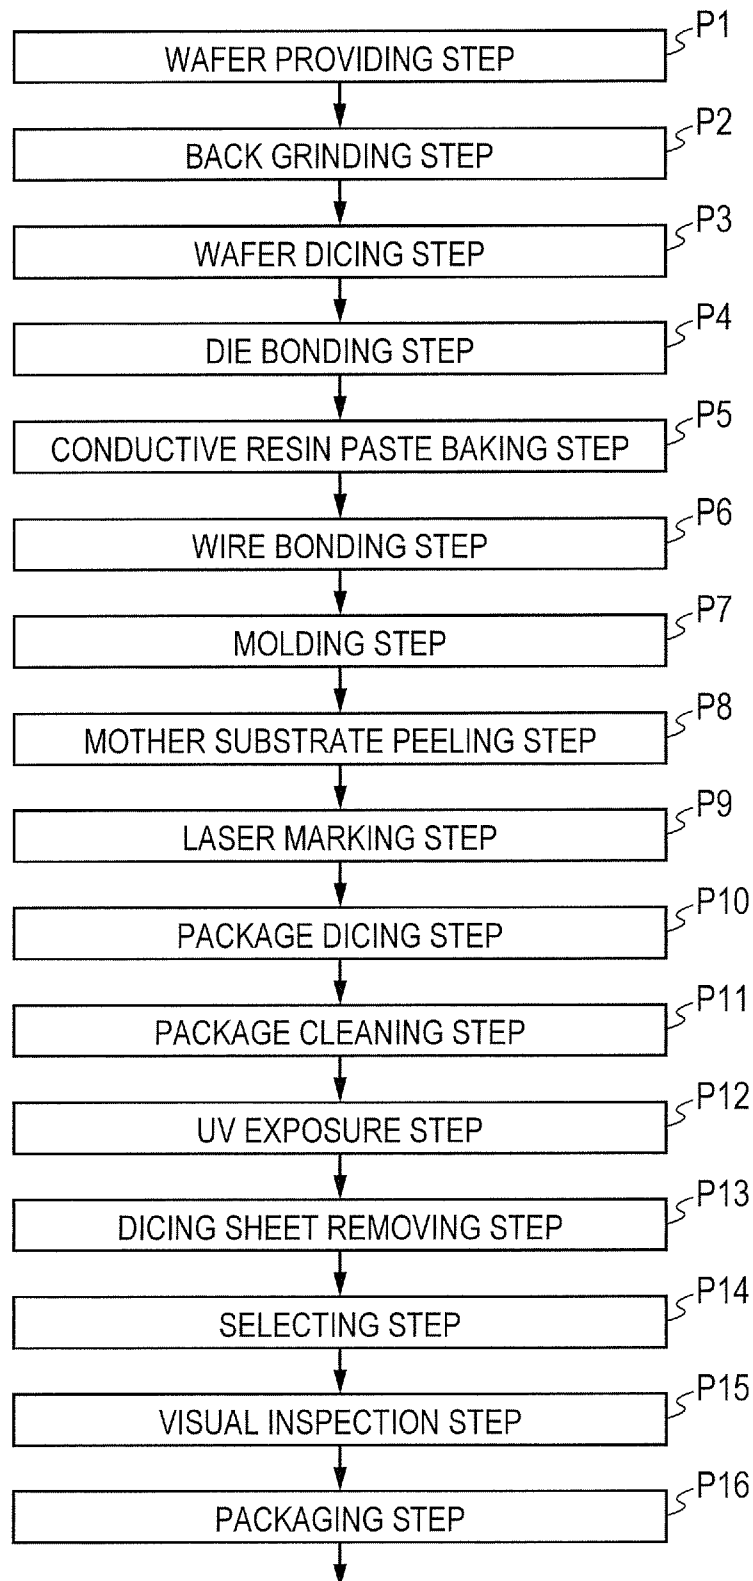 P1
WAFER PROVIDING STEP
P2
BACK GRINDING STEP
P3
WAFER DICING STEP
P4
DIE BONDING STEP
P5
CONDUCTIVE RESIN PASTE BAKING STEP
P6
WIRE BONDING STEP
P7
MOLDING STEP
P8
MOTHER SUBSTRATE PEELING STEP
P9
LASER MARKING STEP
P10
PACKAGE DICING STEP
P11
PACKAGE CLEANING STEP
P12
UV EXPOSURE STEP
P13
DICING SHEET REMOVING STEP
P14
SELECTING STEP
P15
VISUAL INSPECTION STEP
P16
PACKAGING STEP